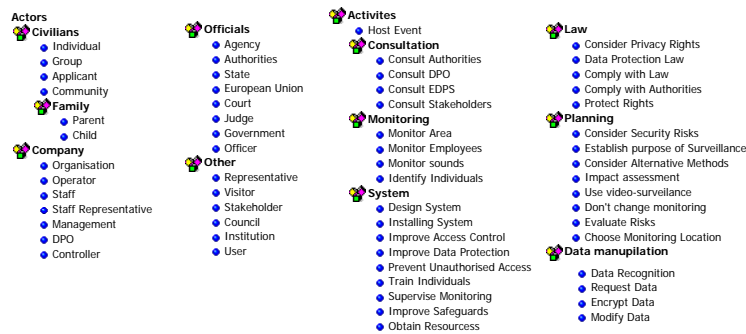 Actors
Civilians
Individual
Group
Applicant
Community
Family
Parent
Child
Company
Organisation
Operator
Staff
Staff Representative
Management
DPO
Controller
Officials
Agency
Authorities
State
European Union
Court
Judge
Government
Officer
Other
Representative
Visitor
Stakeholder
Council
Institution
User
Activites
Host Event
Consultation
Consult Authorities
Consult DPO
Consult EDPS
Consult Stakeholders
Monitoring
Monitor Area
Monitor Employees
Monitor sounds
Identify Individuals
System
Design System
Installing System
Improve Access Control
Improve Data Protection
Prevent Unauthorised Access
Train Individuals
Supervise Monitoring
Improve Safeguards
Obtain Resourcess
Law
Consider Privacy Rights
Data Protection Law
Comply with Law
Comply with Authorities
Protect Rights
Planning
Consider Security Risks
Establish purpose of Surveillance
Consider Alternative Methods
Impact assessment
Use video-surveilance
Don't change monitoring
Evaluate Risks
Choose Monitoring Location
Data manupilation
Data Recognition
Request Data
Encrypt Data
Modify Data